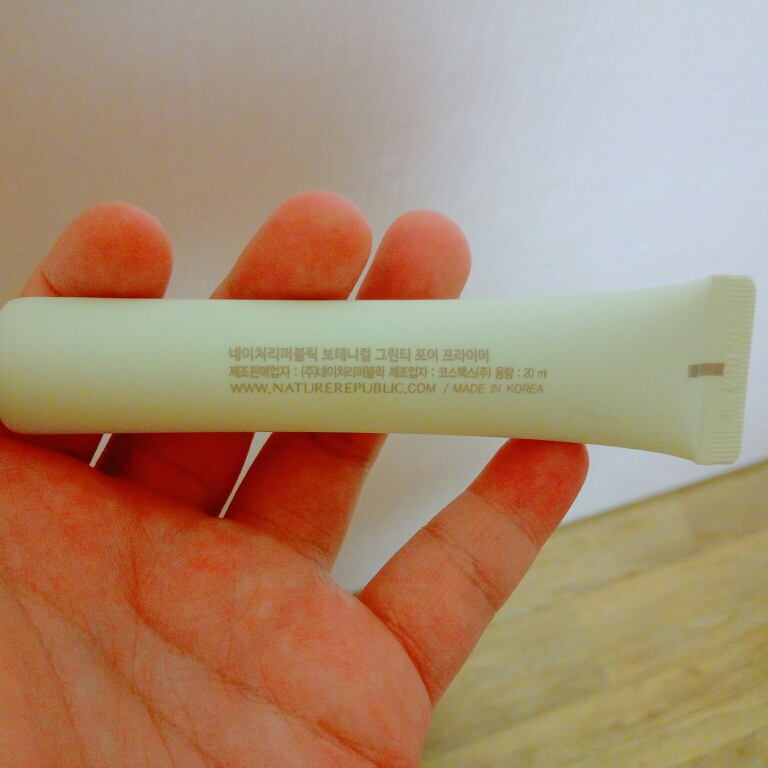 네이처리퍼블릭 보테니컬 그린티 포어 프라이머
제조판매업자 : (주)네이처리퍼블릭 제조업자 : 코스맥스(주) 용량 : 20 ml
WWW.NATUREREPUBLIC.COM / MADE IN KOREA